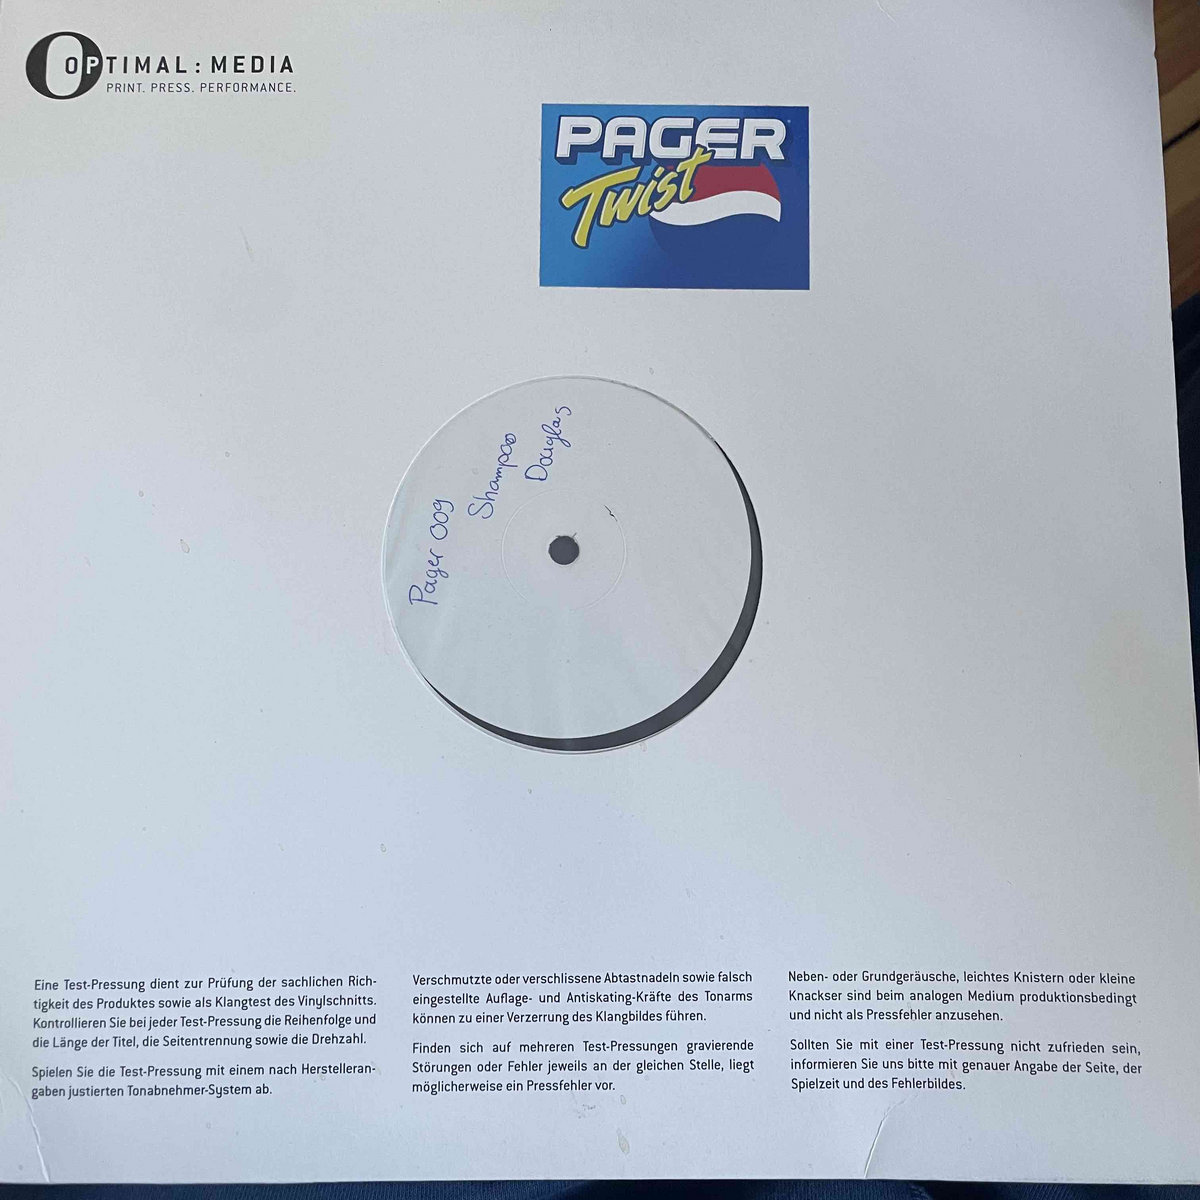 OPTIMAL : MEDIA
PRINT. PRESS. PERFORMANCE.
PAGER
Twist
Pager 009
Shampoo
Douglas
Eine Test-Pressung dient zur Prüfung der sachlichen Rich-
tigkeit des Produktes sowie als Klangtest des Vinylschnitts.
Kontrollieren Sie bei jeder Test-Pressung die Reihenfolge und
die Länge der Titel, die Seitentrennung sowie die Drehzahl.
Spielen Sie die Test-Pressung mit einem nach Herstelleran-
gaben justierten Tonabnehmer-System ab.
Verschmutzte oder verschlissene Abtastnadeln sowie falsch
eingestellte Auflage- und Antiskating-Kräfte des Tonarms
können zu einer Verzerrung des Klangbildes führen.
Finden sich auf mehreren Test-Pressungen gravierende
Störungen oder Fehler jeweils an der gleichen Stelle, liegt
möglicherweise ein Pressfehler vor.
Neben- oder Grundgeräusche, leichtes Knistern oder kleine
Knackser sind beim analogen Medium produktionsbedingt
und nicht als Pressfehler anzusehen.
Sollten Sie mit einer Test-Pressung nicht zufrieden sein,
informieren Sie uns bitte mit genauer Angabe der Seite, der
Spielzeit und des Fehlerbildes.